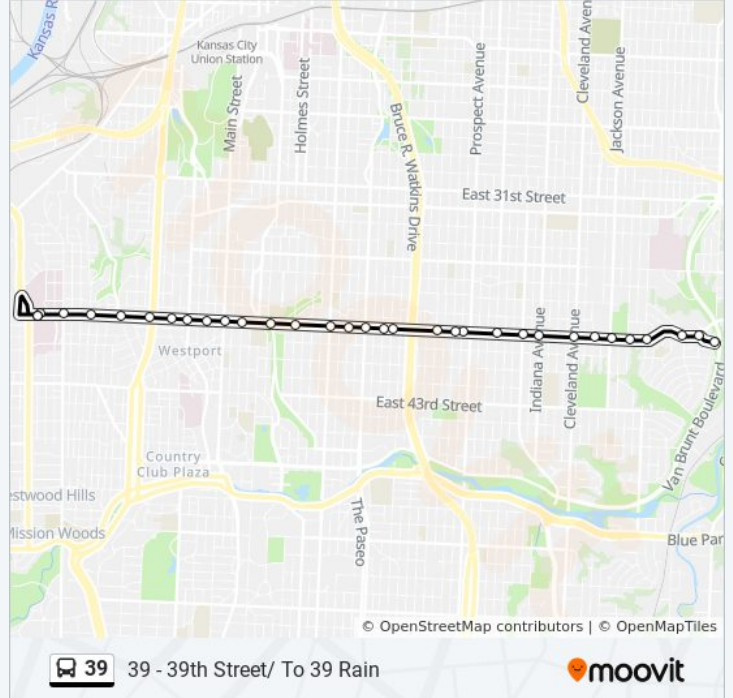 Kansas R
Kansas City
Union Station
Main Street
Holmes Street
Bruce R. Watkins Drive
Prospect Avenue
Cleveland Aven
Jackson Avenue
East 31st Street
Westport
Indiana Avenue
Cleveland Avenue
East 43rd Street
Van Brunt Boulevard
Country
Club Plaza
estwood Hills
Mission Woods
The Paseo
Blue Par
© OpenStreetMap contributors | © OpenMapTiles
39 39 - 39th Street/ To 39 Rain moovit